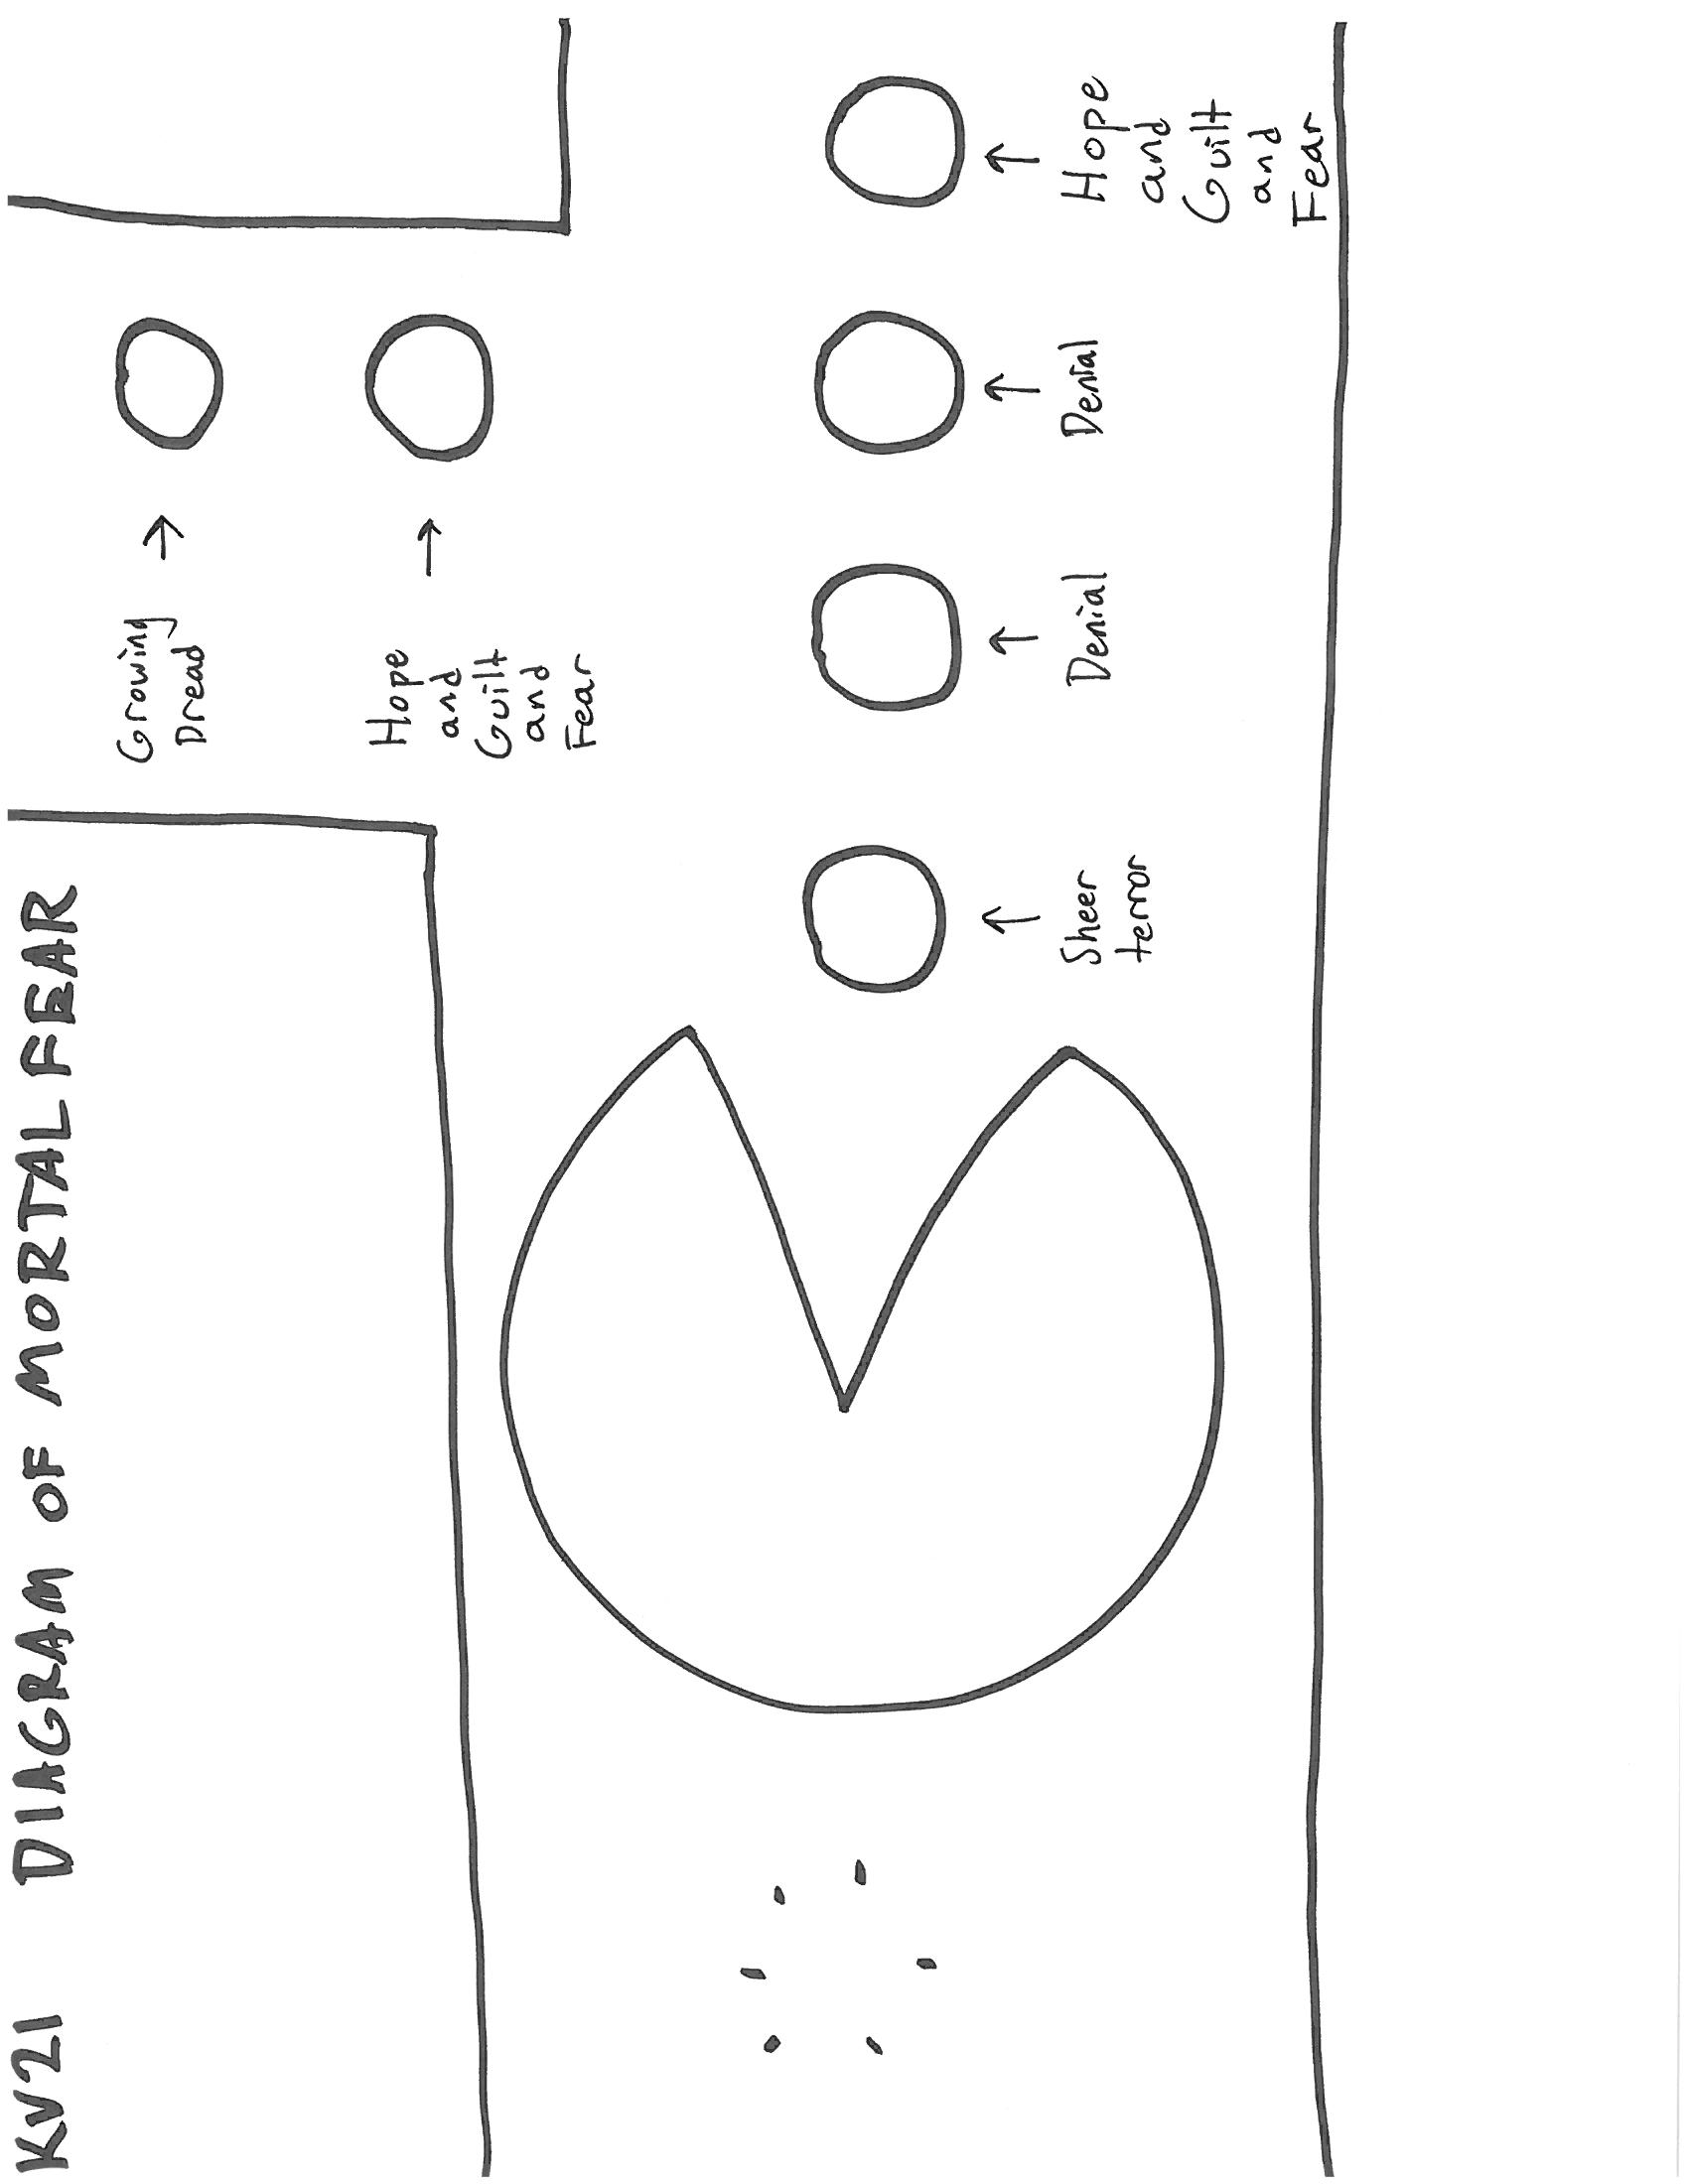 KV21 DIAGRAM OF MORTAL FEAR
Growing
Dread
Hope
and
Guilt
and
Fear
Sheer
terror
Denial
Denial
Hope
and
Guilt
and
Fear